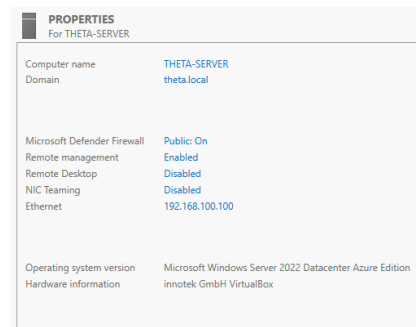 PROPERTIES
For THETA-SERVER
Computer name THETA-SERVER
Domain theta.local
Microsoft Defender Firewall Public: On
Remote management Enabled
Remote Desktop Disabled
NIC Teaming Disabled
Ethernet 192.168.100.100
Operating system version Microsoft Windows Server 2022 Datacenter Azure Edition
Hardware information innotek GmbH VirtualBox